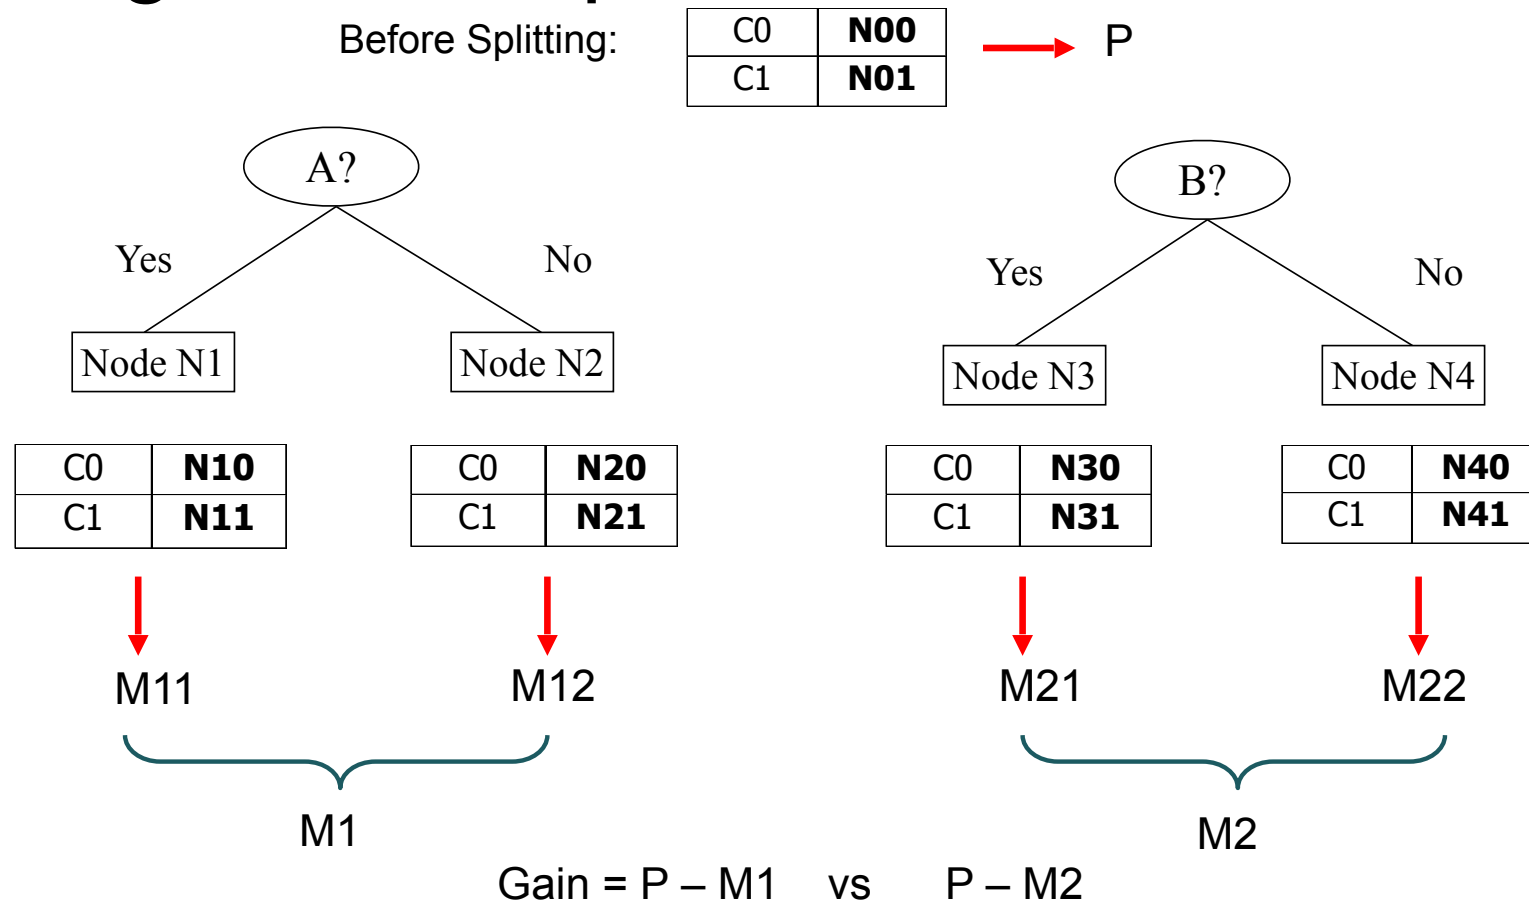 Before Splitting:
C0 N00
C1 N01
P
A?
B?
Yes No
Yes No
Node N1 Node N2
Node N3 Node N4
C0 N10
C1 N11
C0 N20
C1 N21
C0 N30
C1 N31
C0 N40
C1 N41
M11 M12 M21 M22
M1 M2
Gain = P – M1 vs P – M2